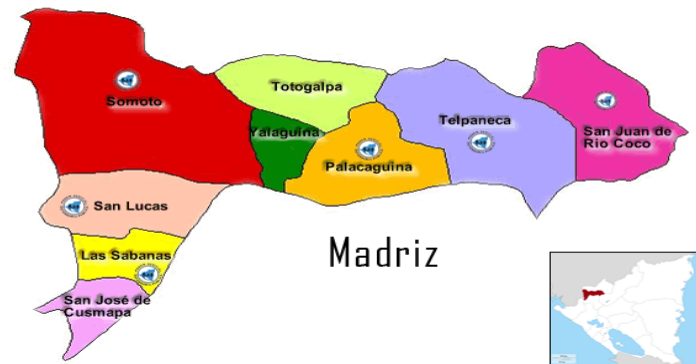 Somoto
Totogalpa
Yalaguina
Palacaguina
Telpaneca
San Juan de
Rio Coco
San Lucas
Las Sabanas
San José de
Cusmapa
Madriz